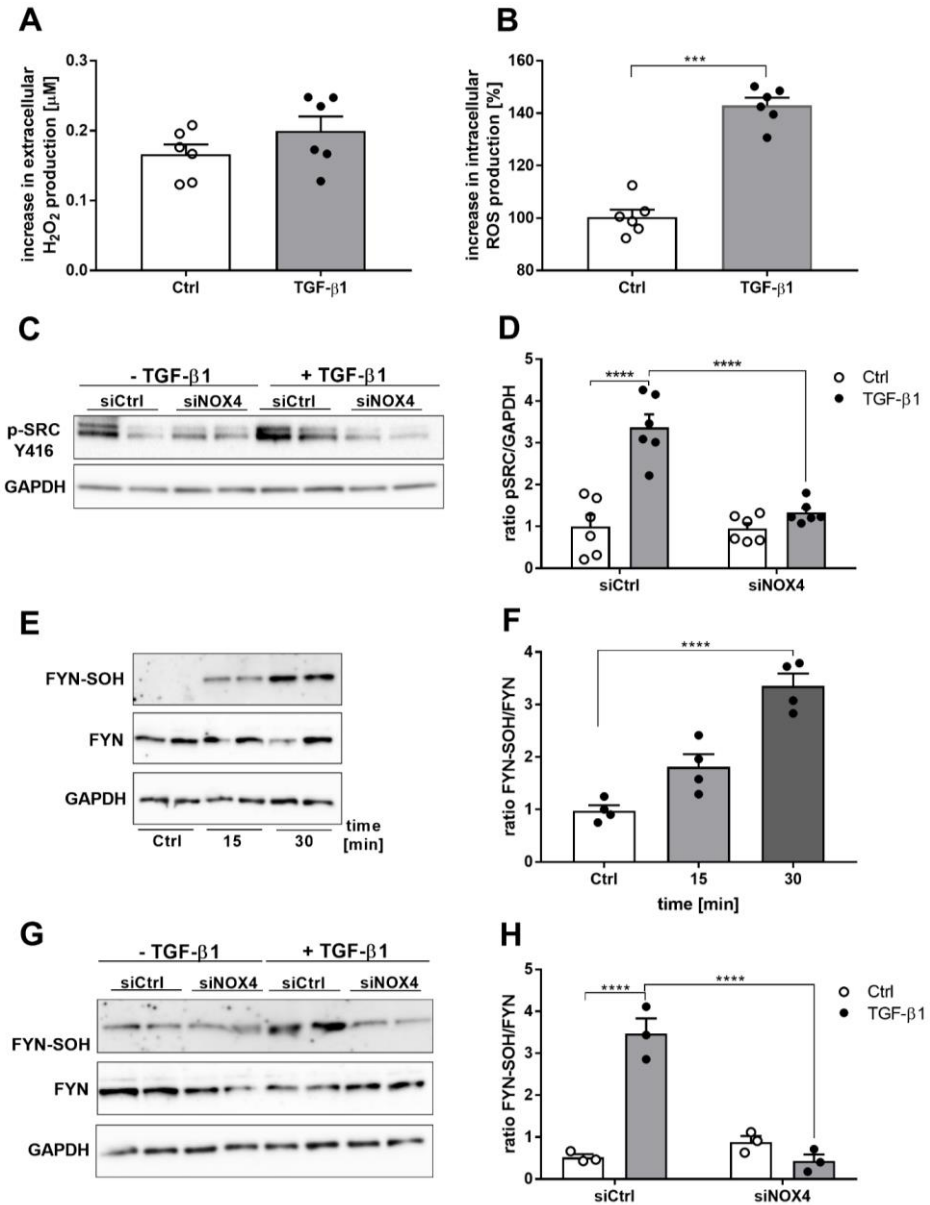 A
increase in extracellular
H₂O₂ production [µM]
0.3
0.2
0.1
0.0
Ctrl
TGF-β1
B
increase in intracellular
ROS production [%]
160
140
120
100
80
***
Ctrl
TGF-β1
C
- TGF-β1 + TGF-β1
siCtrl siNOX4 siCtrl siNOX4
p-SRC
Y416
GAPDH
D
ratio pSRC/GAPDH
5
4
3
2
1
0
**** ****
siCtrl siNOX4
Ctrl
TGF-β1
E
FYN-SOH
FYN
GAPDH
Ctrl 15 30
time
[min]
F
ratio FYN-SOH/FYN
4
3
2
1
0
****
Ctrl 15 30
time [min]
G
- TGF-β1 + TGF-β1
siCtrl siNOX4 siCtrl siNOX4
FYN-SOH
FYN
GAPDH
H
ratio FYN-SOH/FYN
5
4
3
2
1
0
**** ****
siCtrl siNOX4
Ctrl
TGF-β1